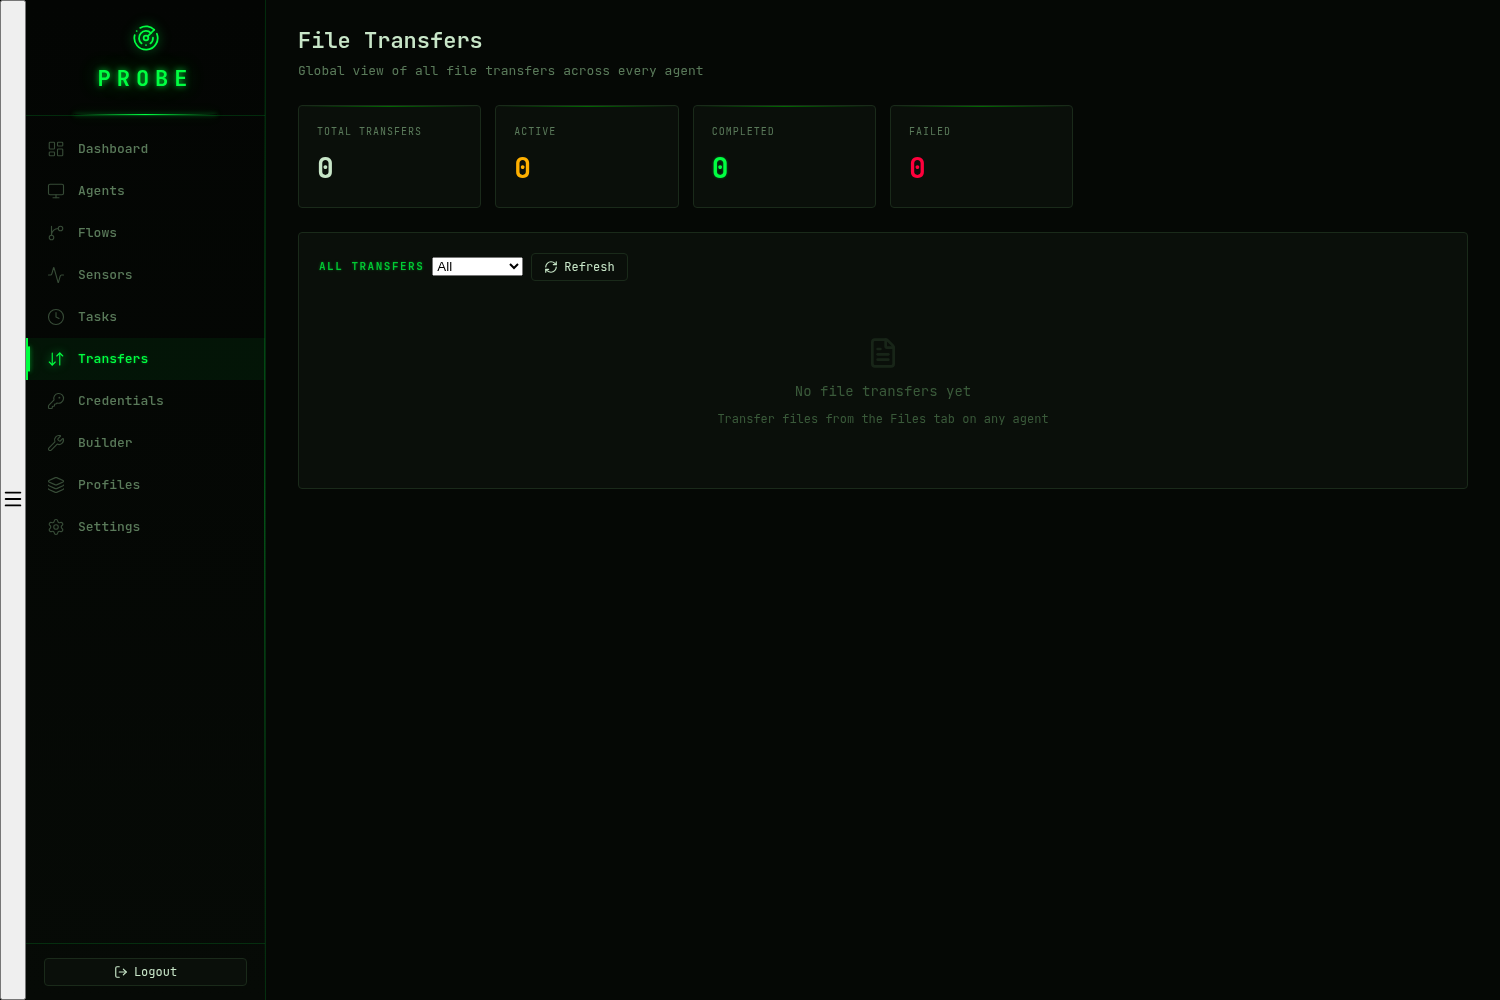 PROBE
Dashboard
Agents
Flows
Sensors
Tasks
Transfers
Credentials
Builder
Profiles
Settings
Logout
File Transfers
Global view of all file transfers across every agent
TOTAL TRANSFERS
0
ACTIVE
0
COMPLETED
0
FAILED
0
ALL TRANSFERS All Refresh
No file transfers yet
Transfer files from the Files tab on any agent